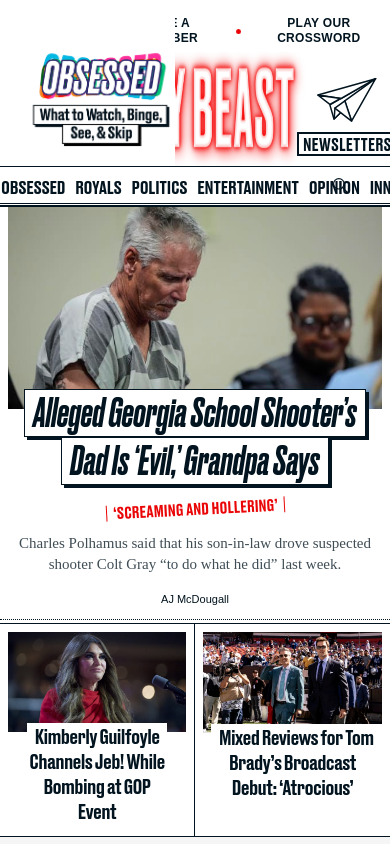 PLAY OUR
CROSSWORD
OBSESSED
What to Watch, Binge,
See, & Skip
BEAST
NEWSLETTERS
OBSESSED ROYALS POLITICS ENTERTAINMENT OPINION INN
Alleged Georgia School Shooter's
Dad Is ‘Evil,’ Grandpa Says
‘SCREAMING AND HOLLERING’
Charles Polhamus said that his son-in-law drove suspected
shooter Colt Gray “to do what he did” last week.
AJ McDougall
Kimberly Guilfoyle
Channels Jeb! While
Bombing at GOP
Event
Mixed Reviews for Tom
Brady’s Broadcast
Debut: ‘Atrocious’